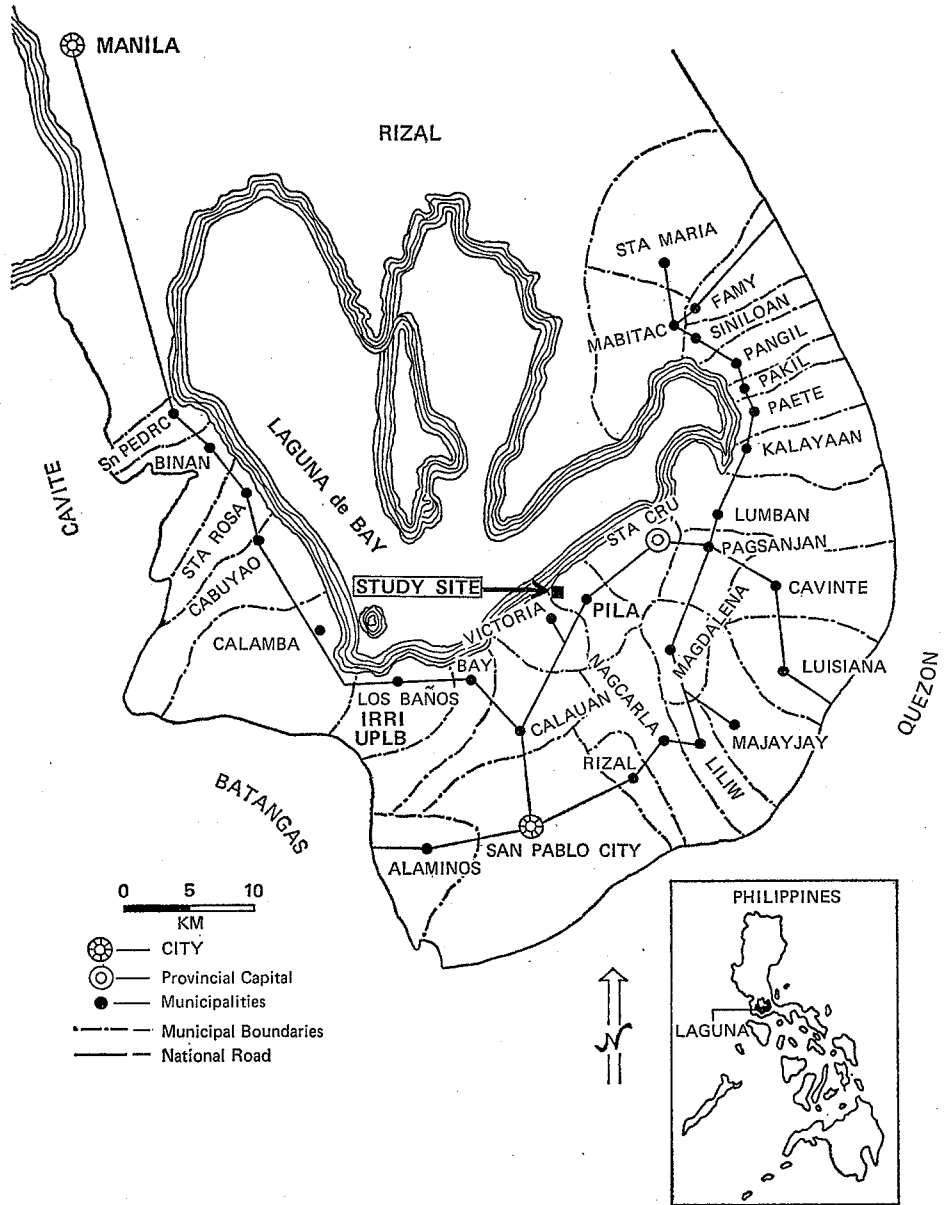 MANILA
RIZAL
STA MARIA
FAMY
MABITAC
SINILOAN
PANGIL
PAKIL
PAETE
KALAYAAN
Sn PEDRC
BINAN
CAVITE
LAGUNA de BAY
STA ROSA
CABUYAO
STA CRU
LUMBAN
PAGSANJAN
CAVINTE
STUDY SITE
VICTORIA
PILA
CALAMBA
MAGDALENA
LUISIANA
BAY
LOS BAÑOS
IRRI
UPLB
NAGCARLA
CALAUAN
QUEZON
MAJAYJAY
RIZAL
LILIW
BATANGAS
SAN PABLO CITY
ALAMINOS
0 5 10
KM
CITY
Provincial Capital
Municipalities
Municipal Boundaries
National Road
N
PHILIPPINES
LAGUNA